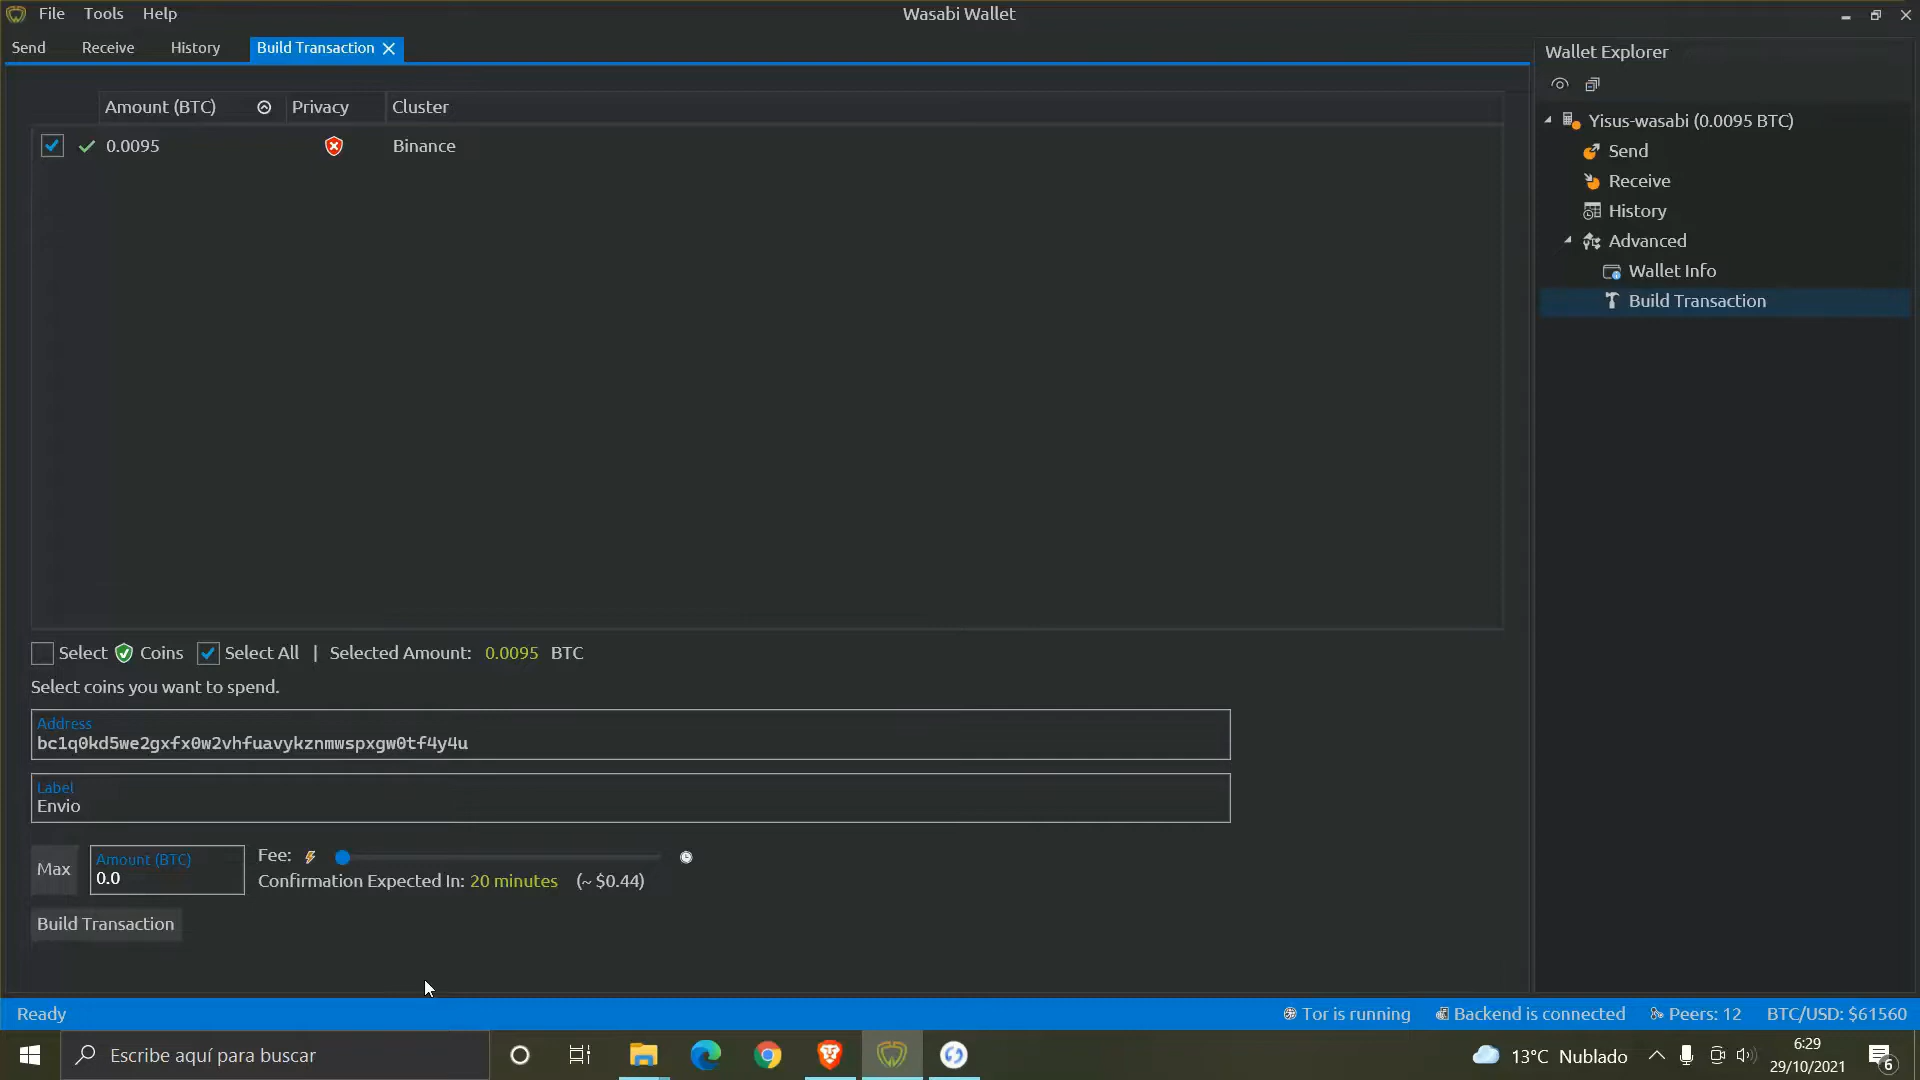 File Tools Help
Wasabi Wallet
Send Receive History Build Transaction
Wallet Explorer
Amount (BTC) Privacy Cluster
0.0095 Binance
Yisus-wasabi (0.0095 BTC)
Send
Receive
History
Advanced
Wallet Info
Build Transaction
Select Coins Select All | Selected Amount: 0.0095 BTC
Select coins you want to spend.
Address
bc1q0kd5we2gxfx0w2vhfuavykznmwspxgw0tf4y4u
Label
Envio
Max
Amount (BTC)
0.0
Fee:
Confirmation Expected In: 20 minutes (~ $0.44)
Build Transaction
Ready
Tor is running Backend is connected Peers: 12 BTC/USD: $61560
Escribe aquí para buscar
13°C Nublado
6:29
29/10/2021
6